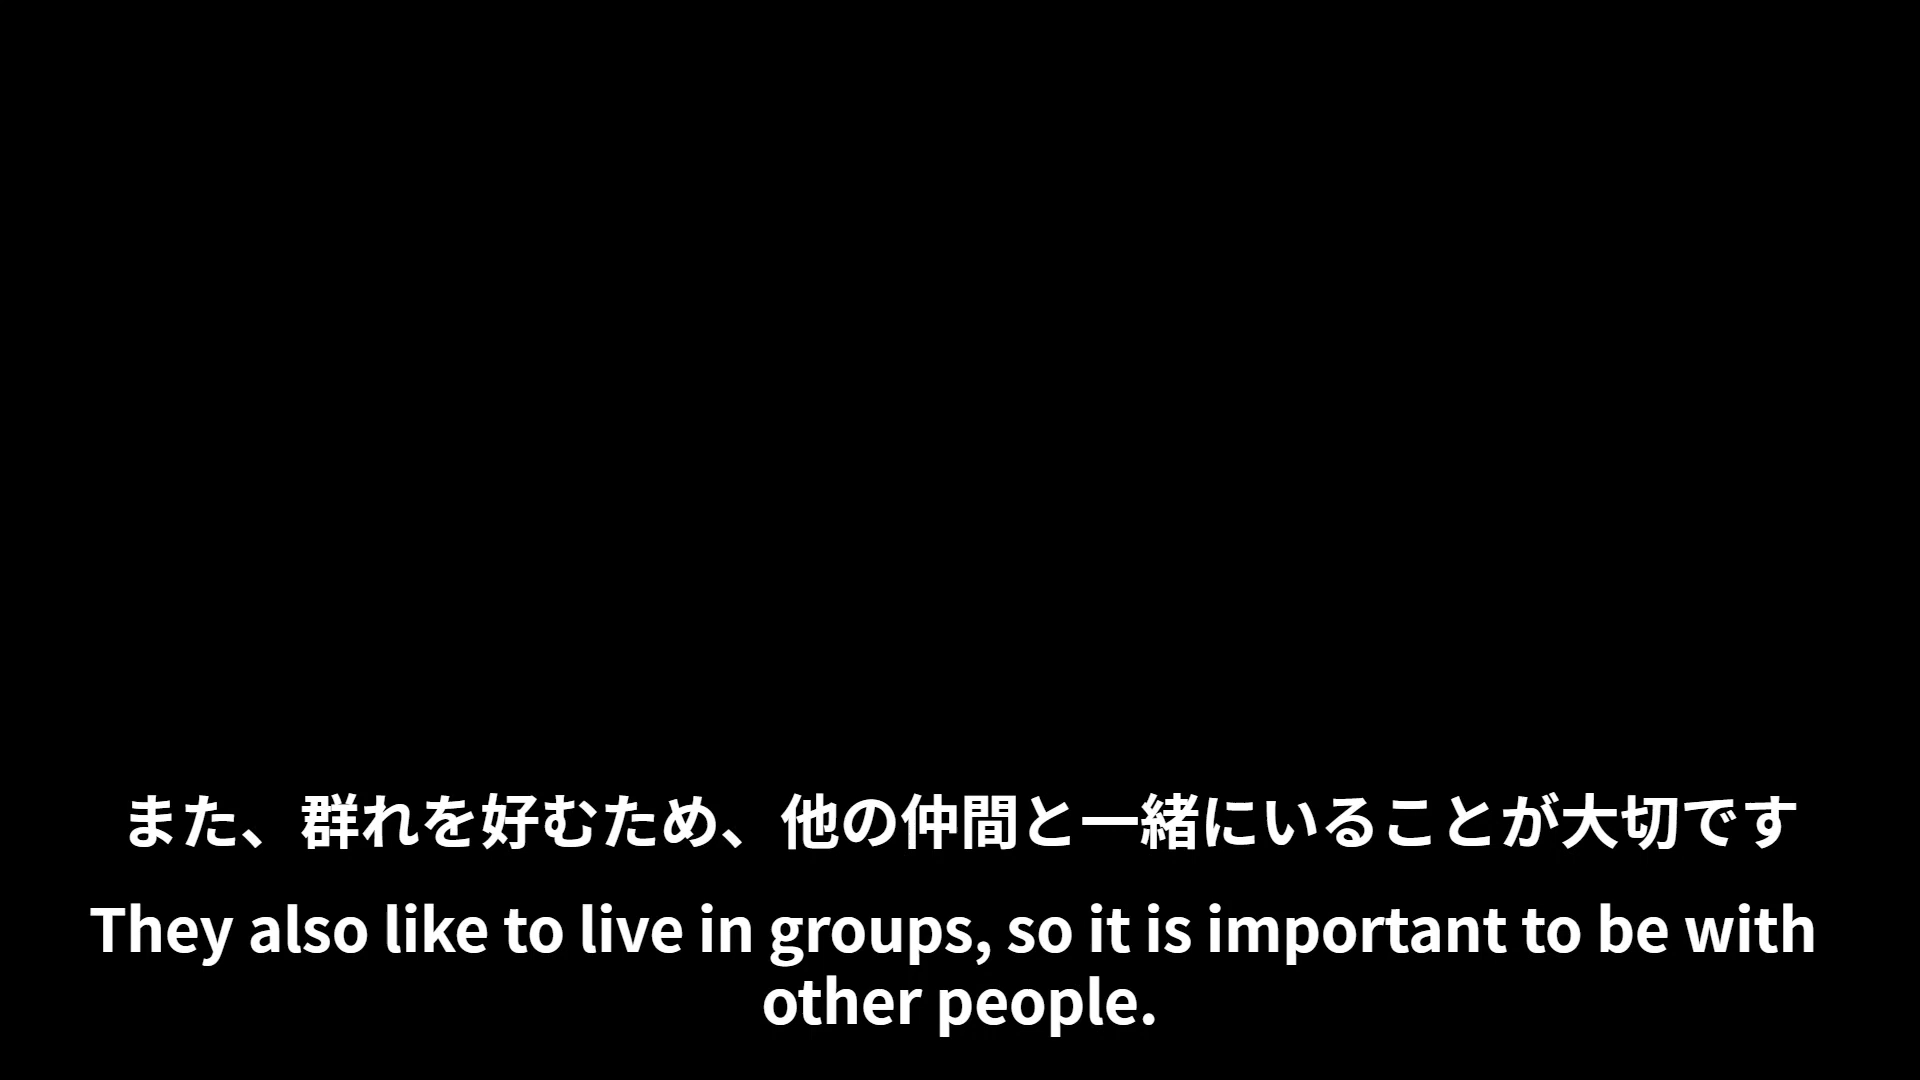 また、群れを好むため、他の仲間と一緒にいることが大切です
They also like to live in groups, so it is important to be with
other people.